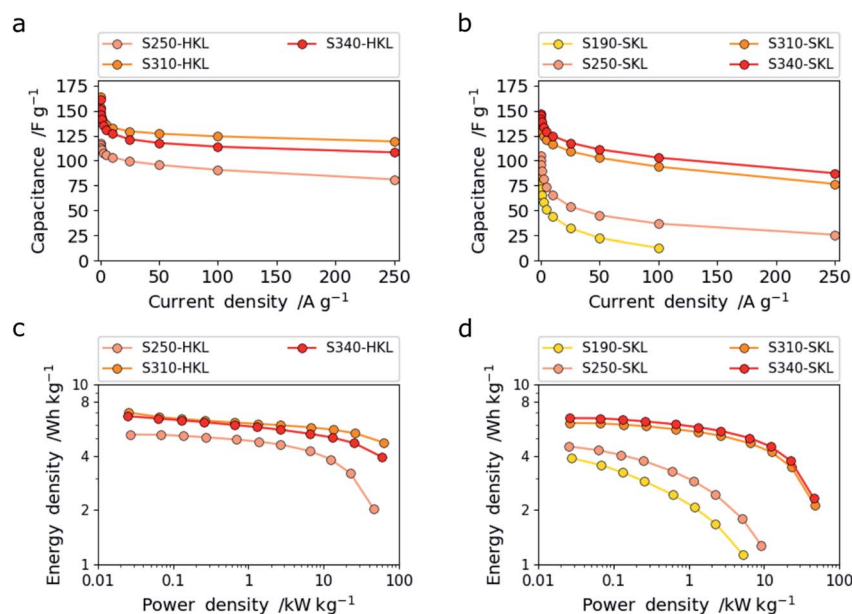 a
S250-HKL S340-HKL
S310-HKL
175
150
125
100
75
50
25
0
Capacitance /F g⁻¹
0 50 100 150 200 250
Current density /A g⁻¹
b
S190-SKL S310-SKL
S250-SKL S340-SKL
175
150
125
100
75
50
25
0
Capacitance /F g⁻¹
0 50 100 150 200 250
Current density /A g⁻¹
c
S250-HKL S340-HKL
S310-HKL
10
8
6
4
2
1
Energy density /Wh kg⁻¹
0.01 0.1 1 10 100
Power density /kW kg⁻¹
d
S190-SKL S310-SKL
S250-SKL S340-SKL
10
8
6
4
2
1
Energy density /Wh kg⁻¹
0.01 0.1 1 10 100
Power density /kW kg⁻¹